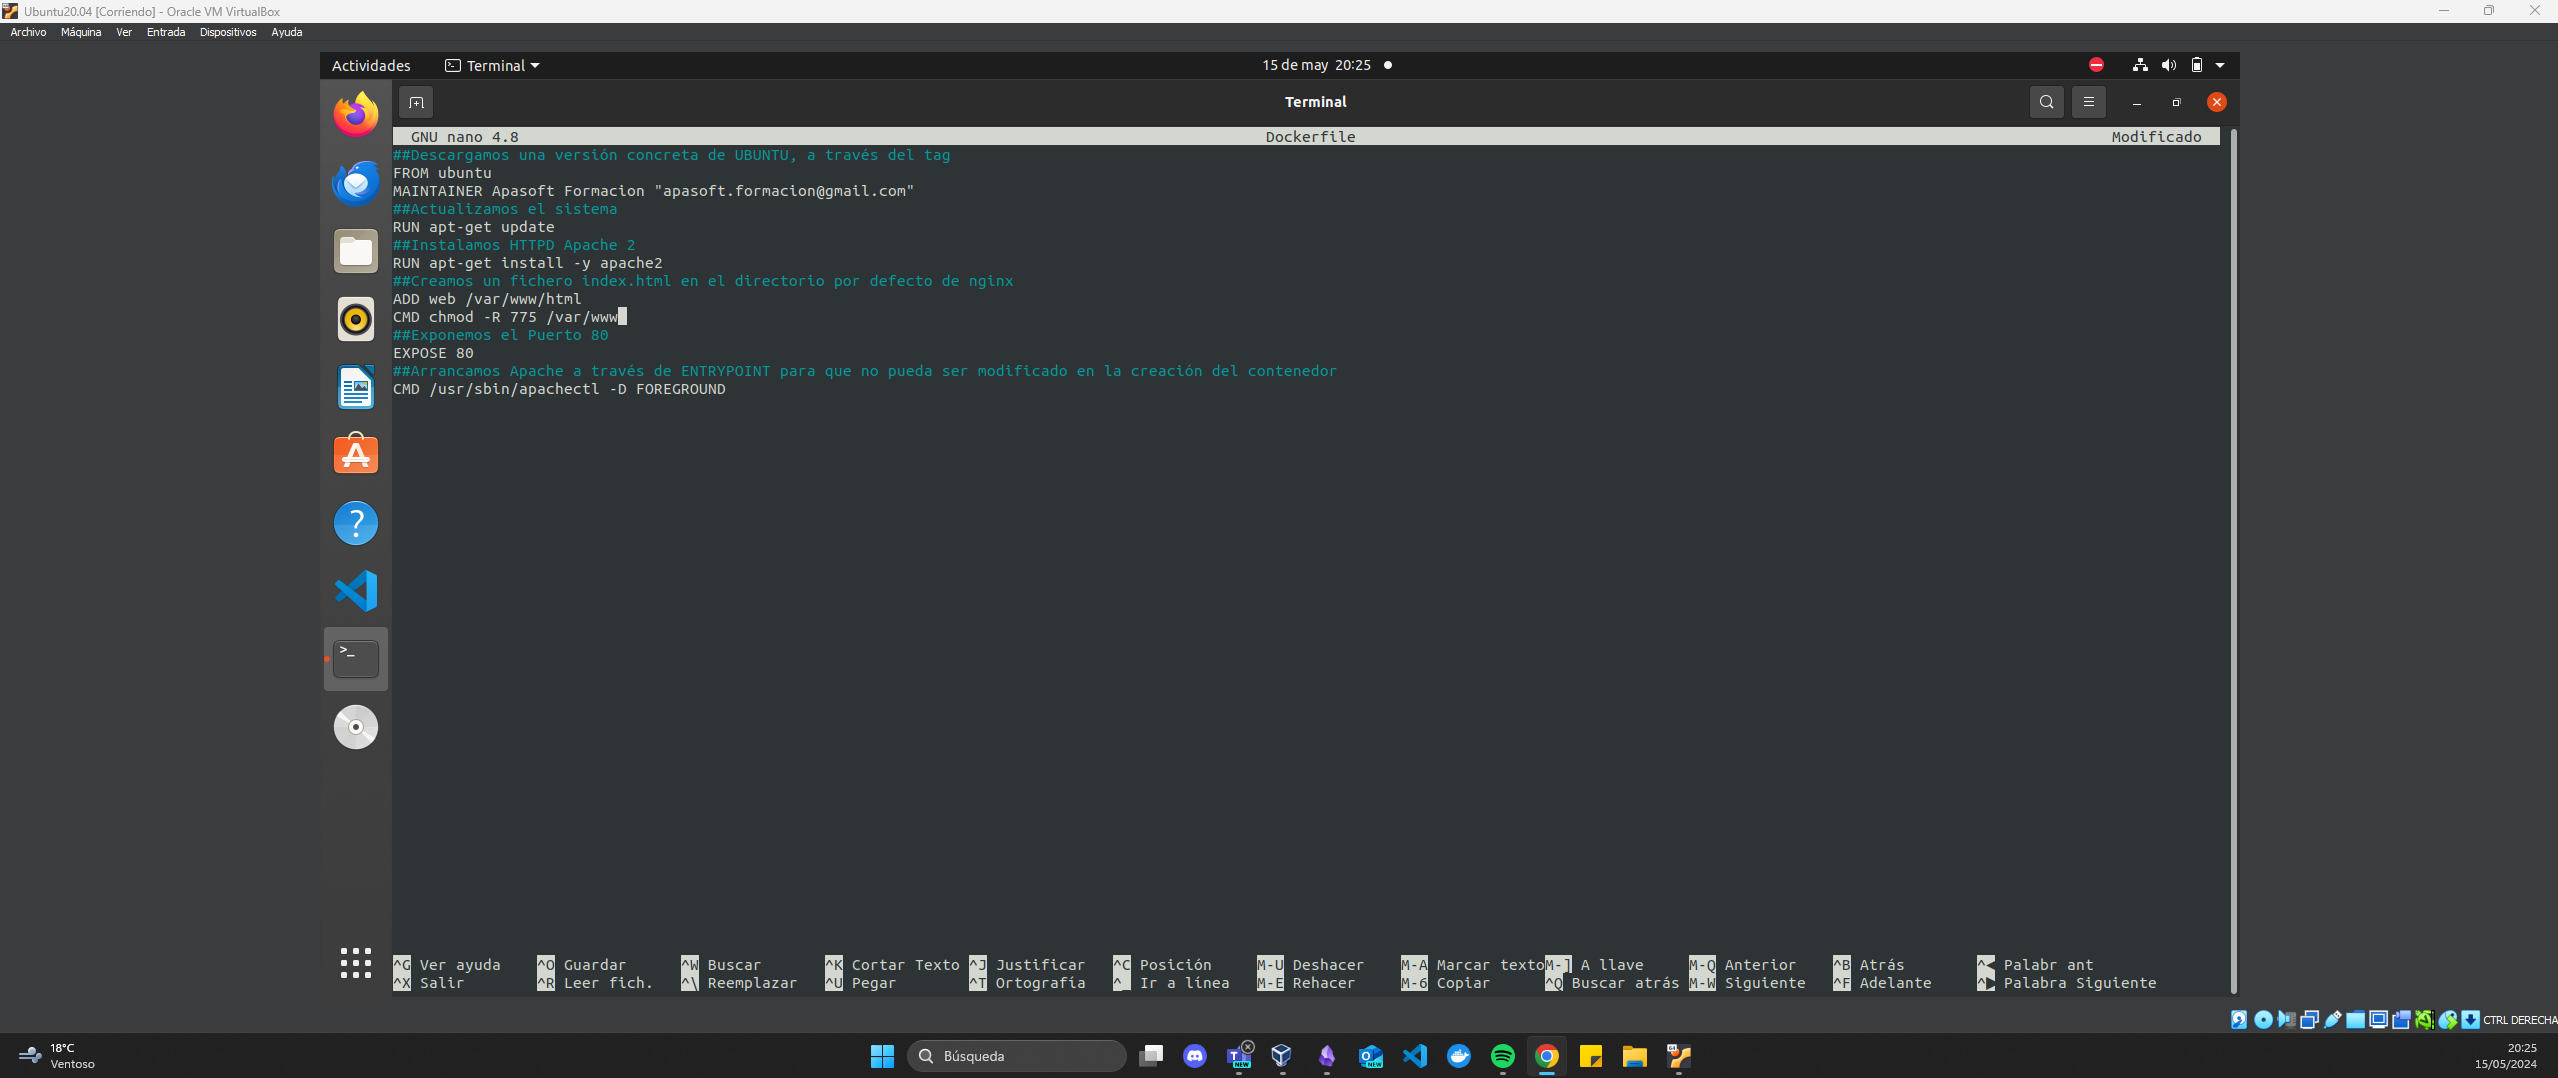 Ubuntu20.04 [Corriendo] - Oracle VM VirtualBox
Archivo Máquina Ver Entrada Dispositivos Ayuda
Actividades Terminal 15 de may 20:25
Terminal
GNU nano 4.8 Dockerfile Modificado
##Descargamos una versión concreta de UBUNTU, a través del tag
FROM ubuntu
MAINTAINER Apasoft Formacion "apasoft.formacion@gmail.com"
##Actualizamos el sistema
RUN apt-get update
##Instalamos HTTPD Apache 2
RUN apt-get install -y apache2
##Creamos un fichero index.html en el directorio por defecto de nginx
ADD web /var/www/html
CMD chmod -R 775 /var/www
##Exponemos el Puerto 80
EXPOSE 80
##Arrancamos Apache a través de ENTRYPOINT para que no pueda ser modificado en la creación del contenedor
CMD /usr/sbin/apachectl -D FOREGROUND
^G Ver ayuda ^O Guardar ^W Buscar ^K Cortar Texto ^J Justificar ^C Posición M-U Deshacer M-A Marcar texto M-] A llave M-Q Anterior ^B Atrás ^◀ Palabr ant
^X Salir ^R Leer fich. ^\ Reemplazar ^U Pegar ^T Ortografía ^_ Ir a línea M-E Rehacer M-6 Copiar ^Q Buscar atrás M-W Siguiente ^F Adelante ^▶ Palabra Siguiente
CTRL DERECHA
18°C
Ventoso
Búsqueda
NEW
NEW
20:25
15/05/2024